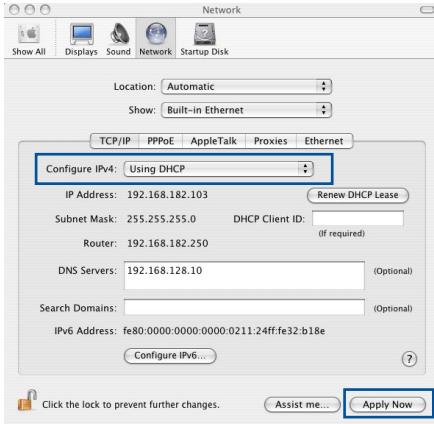 Network
Show All Displays Sound Network Startup Disk
Location: Automatic
Show: Built-in Ethernet
TCP/IP PPPoE AppleTalk Proxies Ethernet
Configure IPv4: Using DHCP
IP Address: 192.168.182.103 Renew DHCP Lease
Subnet Mask: 255.255.255.0 DHCP Client ID:
(If required)
Router: 192.168.182.250
DNS Servers: 192.168.128.10 (Optional)
Search Domains: (Optional)
IPv6 Address: fe80:0000:0000:0000:0211:24ff:fe32:b18e
Configure IPv6... ?
Click the lock to prevent further changes. Assist me... Apply Now